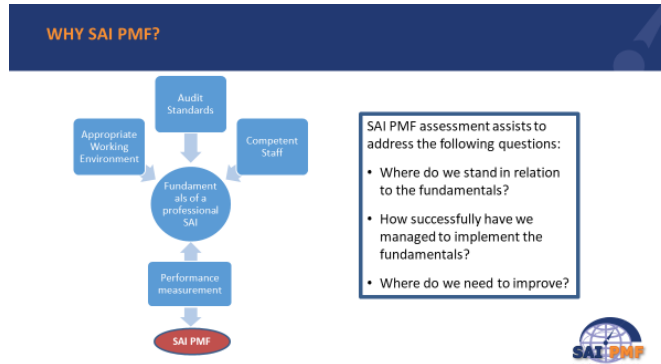 WHY SAI PMF?
Audit
Standards
Appropriate
Working
Environment
Competent
Staff
Fundament
als of a
professional
SAI
Performance
measurement
SAI PMF
SAI PMF assessment assists to
address the following questions:
• Where do we stand in relation
to the fundamentals?
• How successfully have we
managed to implement the
fundamentals?
• Where do we need to improve?
SAI PMF